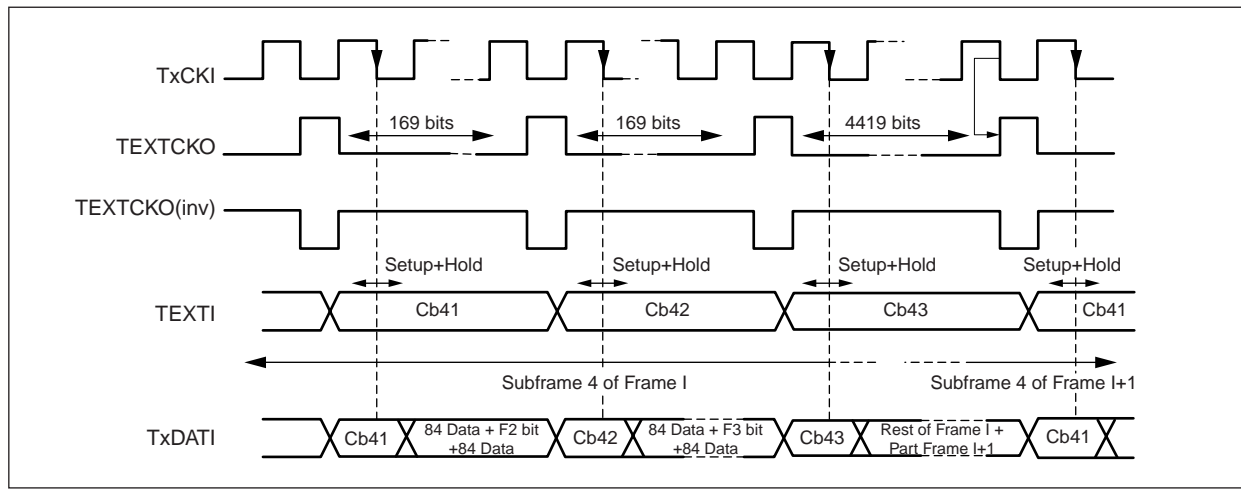 TxCKI
169 bits 169 bits 4419 bits
TEXTCKO
TEXTCKO(inv)
Setup+Hold Setup+Hold Setup+Hold Setup+Hold
TEXTI Cb41 Cb42 Cb43 Cb41
Subframe 4 of Frame I Subframe 4 of Frame I+1
TxDATI Cb41 84 Data + F2 bit Cb42 84 Data + F3 bit Cb43 Rest of Frame I + Cb41
+84 Data +84 Data Part Frame I+1